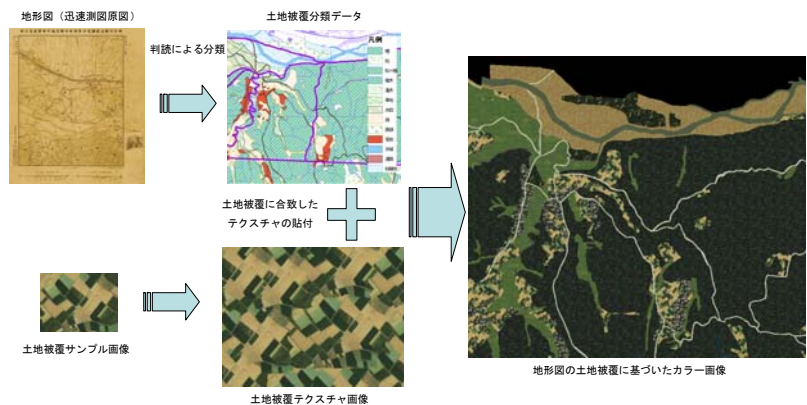 地形図（迅速測図原図）
土地被覆分類データ
判読による分類
凡例
土地被覆に合致した
テクスチャの貼付
土地被覆サンプル画像
土地被覆テクスチャ画像
地形図の土地被覆に基づいたカラー画像